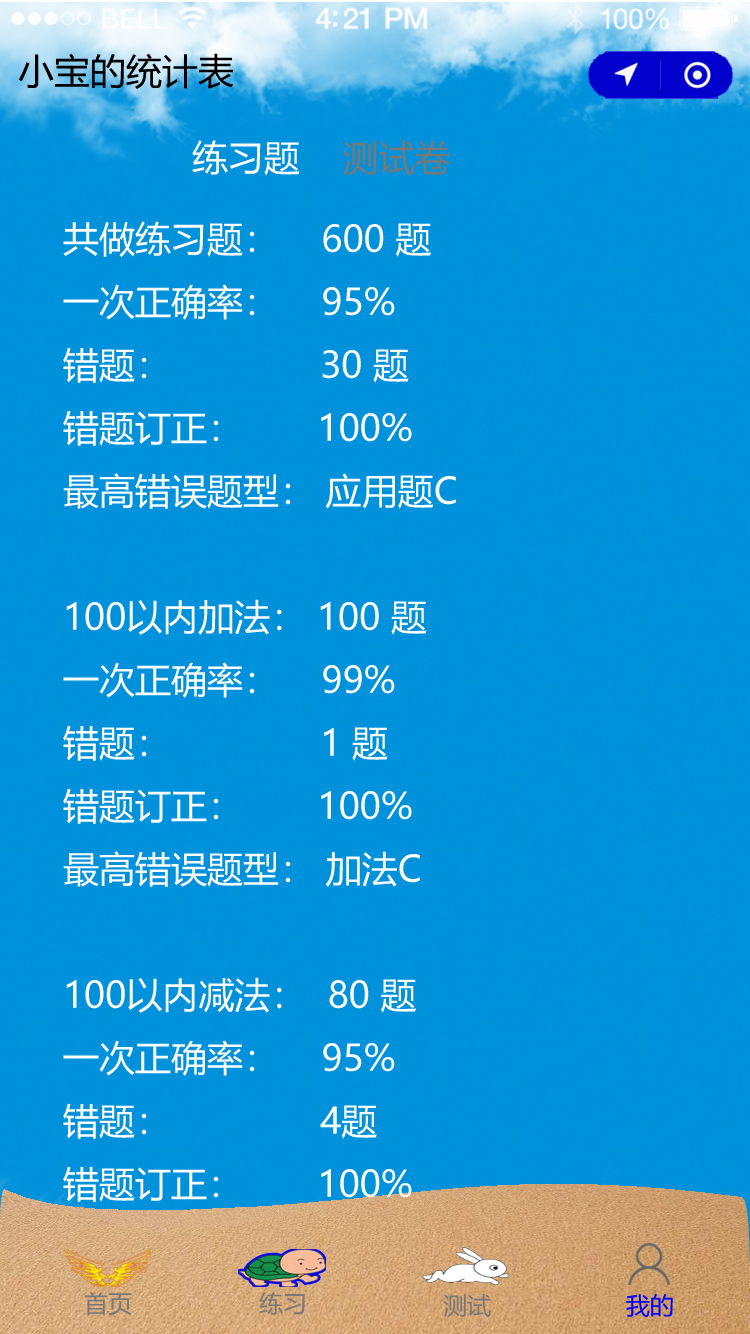 BELL 4:21 PM 100%
小宝的统计表
练习题 测试卷
共做练习题： 600 题
一次正确率： 95%
错题： 30 题
错题订正： 100%
最高错误题型： 应用题C
100以内加法： 100 题
一次正确率： 99%
错题： 1 题
错题订正： 100%
最高错误题型： 加法C
100以内减法： 80 题
一次正确率： 95%
错题： 4题
错题订正： 100%
首页 练习 测试 我的